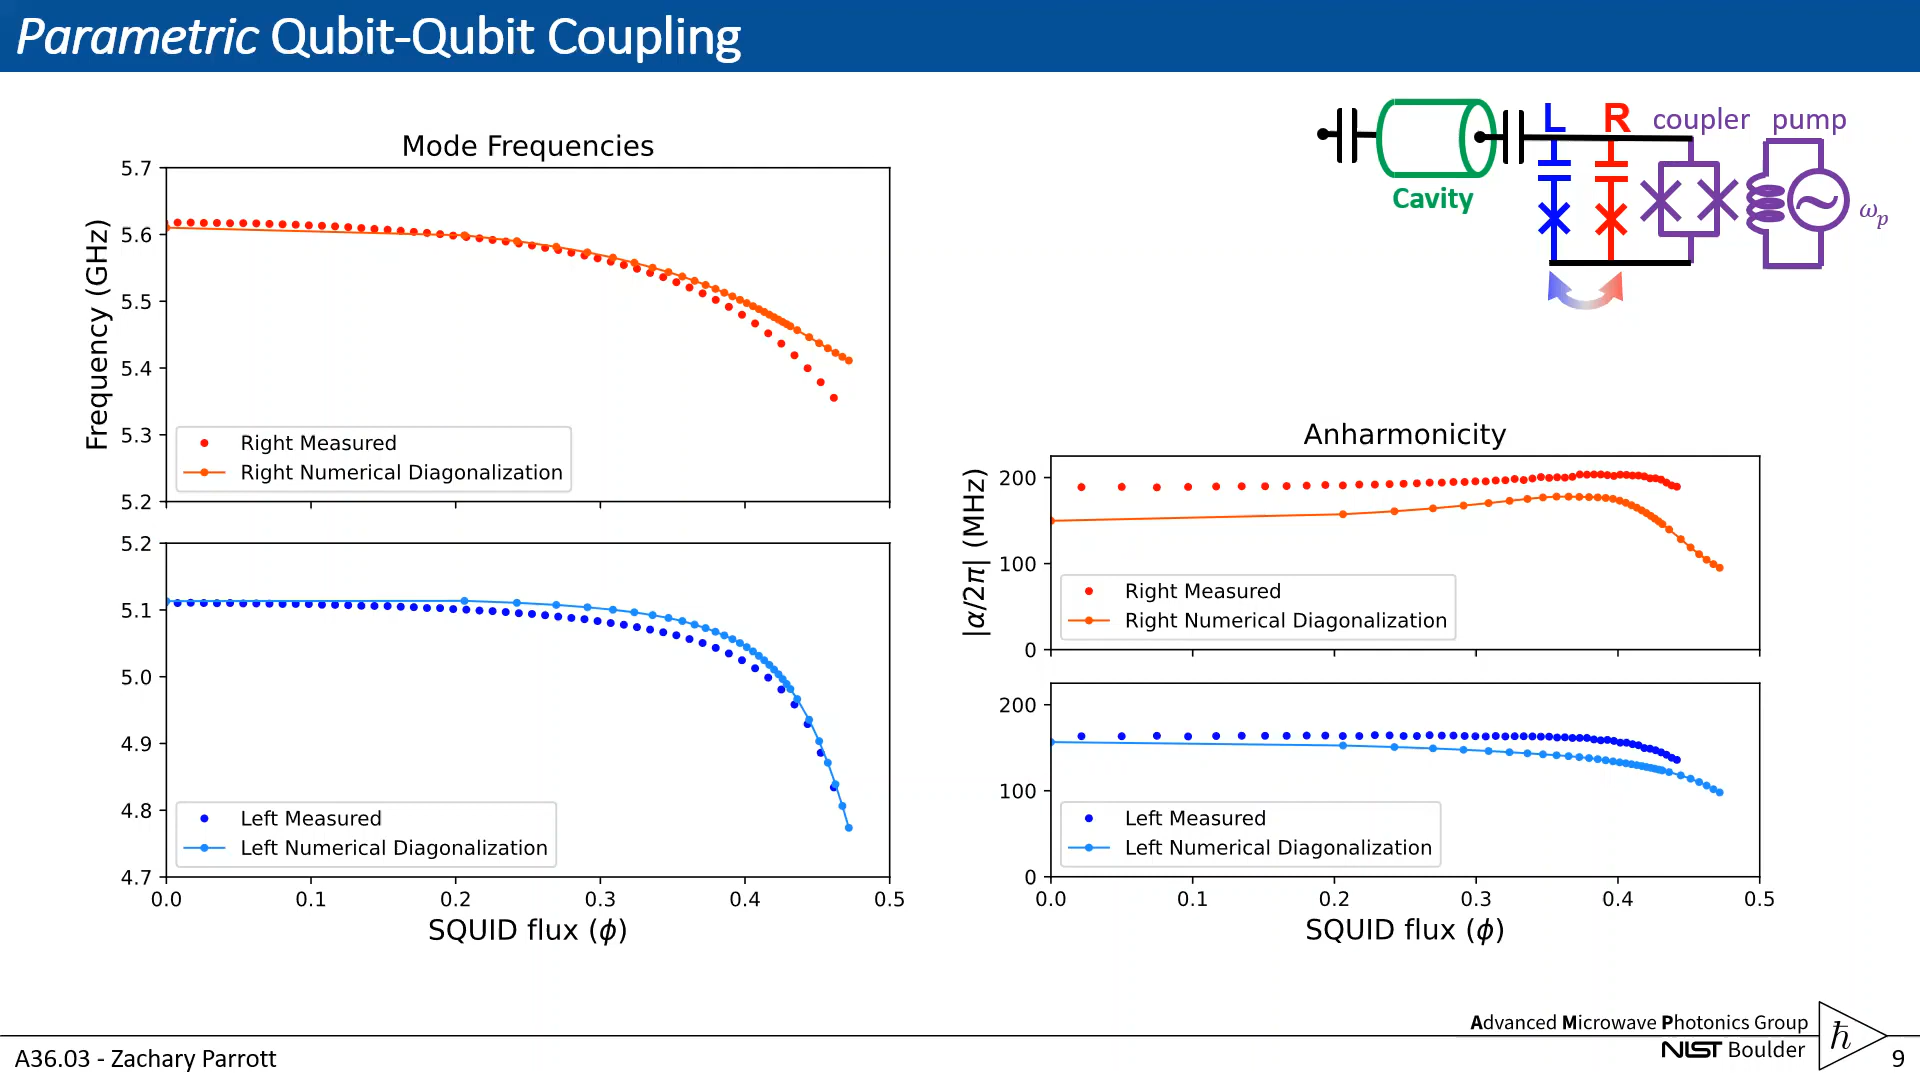 Parametric Qubit-Qubit Coupling
L R coupler pump
Cavity
ωp
Mode Frequencies
Frequency (GHz)
5.7
5.6
5.5
5.4
5.3
5.2
Right Measured
Right Numerical Diagonalization
5.2
5.1
5.0
4.9
4.8
4.7
Left Measured
Left Numerical Diagonalization
0.0 0.1 0.2 0.3 0.4 0.5
SQUID flux (ϕ)
Anharmonicity
|α/2π| (MHz)
200
100
0
Right Measured
Right Numerical Diagonalization
200
100
0
Left Measured
Left Numerical Diagonalization
0.0 0.1 0.2 0.3 0.4 0.5
SQUID flux (ϕ)
Advanced Microwave Photonics Group
NIST Boulder
ħ
A36.03 - Zachary Parrott
9